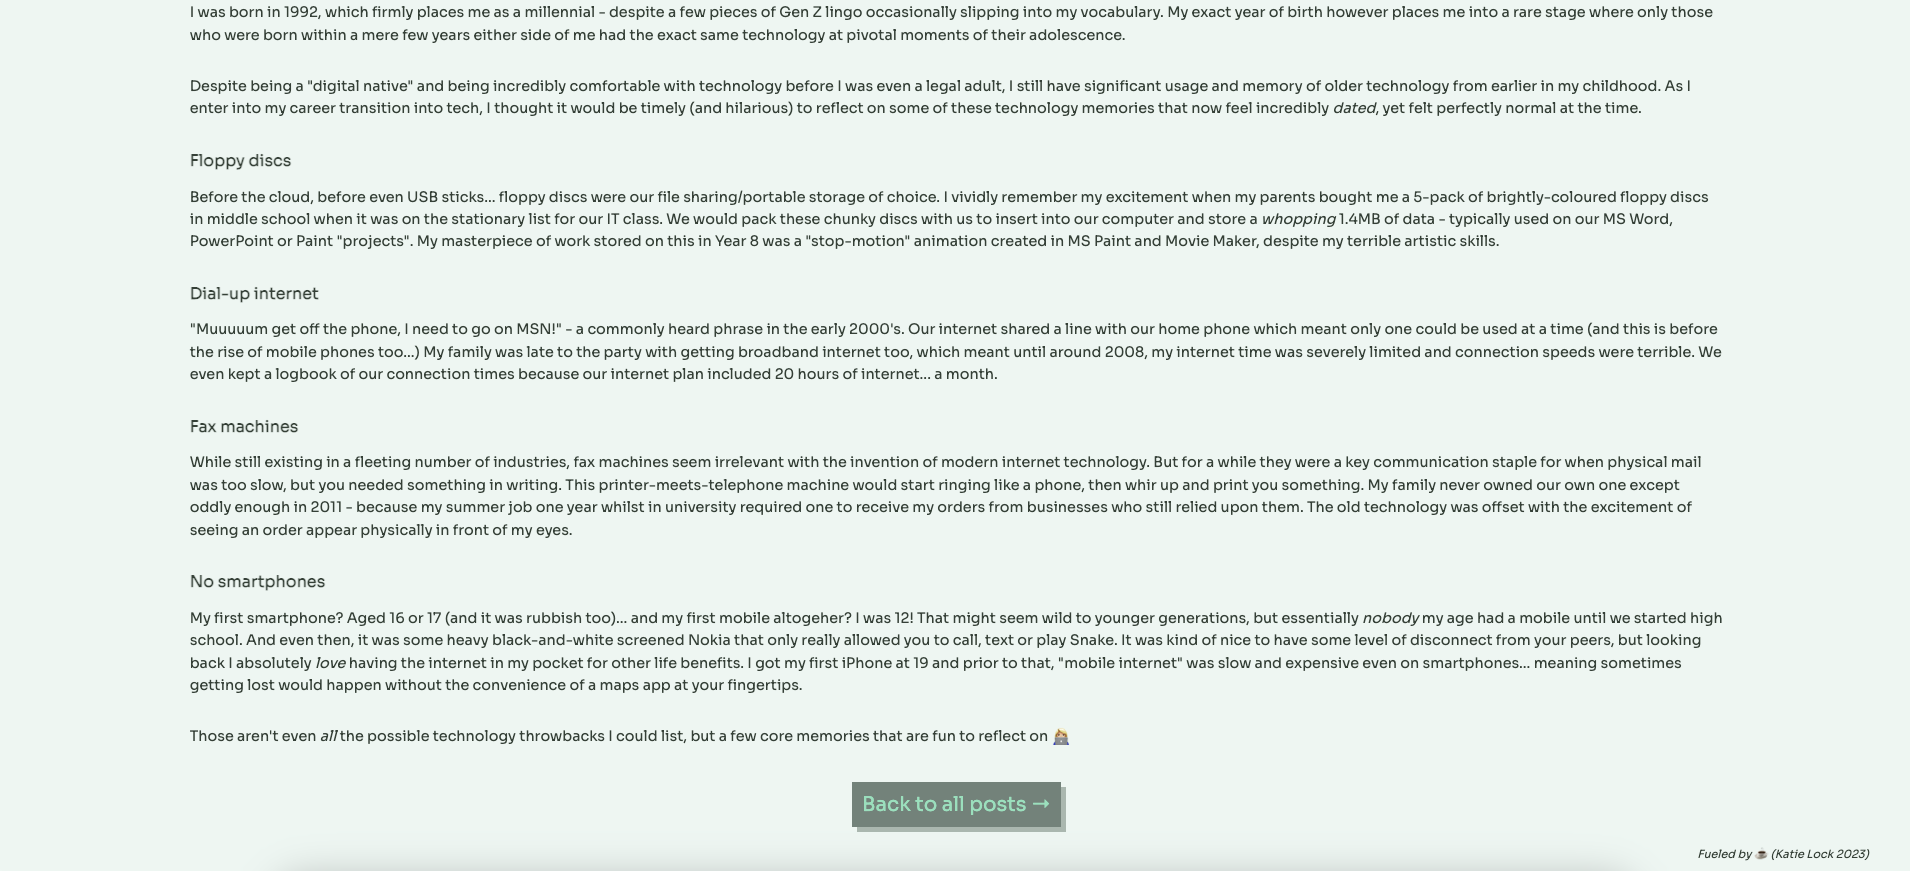 I was born in 1992, which firmly places me as a millennial - despite a few pieces of Gen Z lingo occasionally slipping into my vocabulary. My exact year of birth however places me into a rare stage where only those
who were born within a mere few years either side of me had the exact same technology at pivotal moments of their adolescence.
Despite being a "digital native" and being incredibly comfortable with technology before I was even a legal adult, I still have significant usage and memory of older technology from earlier in my childhood. As I
enter into my career transition into tech, I thought it would be timely (and hilarious) to reflect on some of these technology memories that now feel incredibly dated, yet felt perfectly normal at the time.
Floppy discs
Before the cloud, before even USB sticks... floppy discs were our file sharing/portable storage of choice. I vividly remember my excitement when my parents bought me a 5-pack of brightly-coloured floppy discs
in middle school when it was on the stationary list for our IT class. We would pack these chunky discs with us to insert into our computer and store a whopping 1.4MB of data - typically used on our MS Word,
PowerPoint or Paint "projects". My masterpiece of work stored on this in Year 8 was a "stop-motion" animation created in MS Paint and Movie Maker, despite my terrible artistic skills.
Dial-up internet
"Muuuuum get off the phone, I need to go on MSN!" - a commonly heard phrase in the early 2000's. Our internet shared a line with our home phone which meant only one could be used at a time (and this is before
the rise of mobile phones too...) My family was late to the party with getting broadband internet too, which meant until around 2008, my internet time was severely limited and connection speeds were terrible. We
even kept a logbook of our connection times because our internet plan included 20 hours of internet... a month.
Fax machines
While still existing in a fleeting number of industries, fax machines seem irrelevant with the invention of modern internet technology. But for a while they were a key communication staple for when physical mail
was too slow, but you needed something in writing. This printer-meets-telephone machine would start ringing like a phone, then whir up and print you something. My family never owned our own one except
oddly enough in 2011 - because my summer job one year whilst in university required one to receive my orders from businesses who still relied upon them. The old technology was offset with the excitement of
seeing an order appear physically in front of my eyes.
No smartphones
My first smartphone? Aged 16 or 17 (and it was rubbish too)... and my first mobile altogeher? I was 12! That might seem wild to younger generations, but essentially nobody my age had a mobile until we started high
school. And even then, it was some heavy black-and-white screened Nokia that only really allowed you to call, text or play Snake. It was kind of nice to have some level of disconnect from your peers, but looking
back I absolutely love having the internet in my pocket for other life benefits. I got my first iPhone at 19 and prior to that, "mobile internet" was slow and expensive even on smartphones... meaning sometimes
getting lost would happen without the convenience of a maps app at your fingertips.
Those aren't even all the possible technology throwbacks I could list, but a few core memories that are fun to reflect on 👩🏼‍💻
Back to all posts →
Fueled by ☕ (Katie Lock 2023)